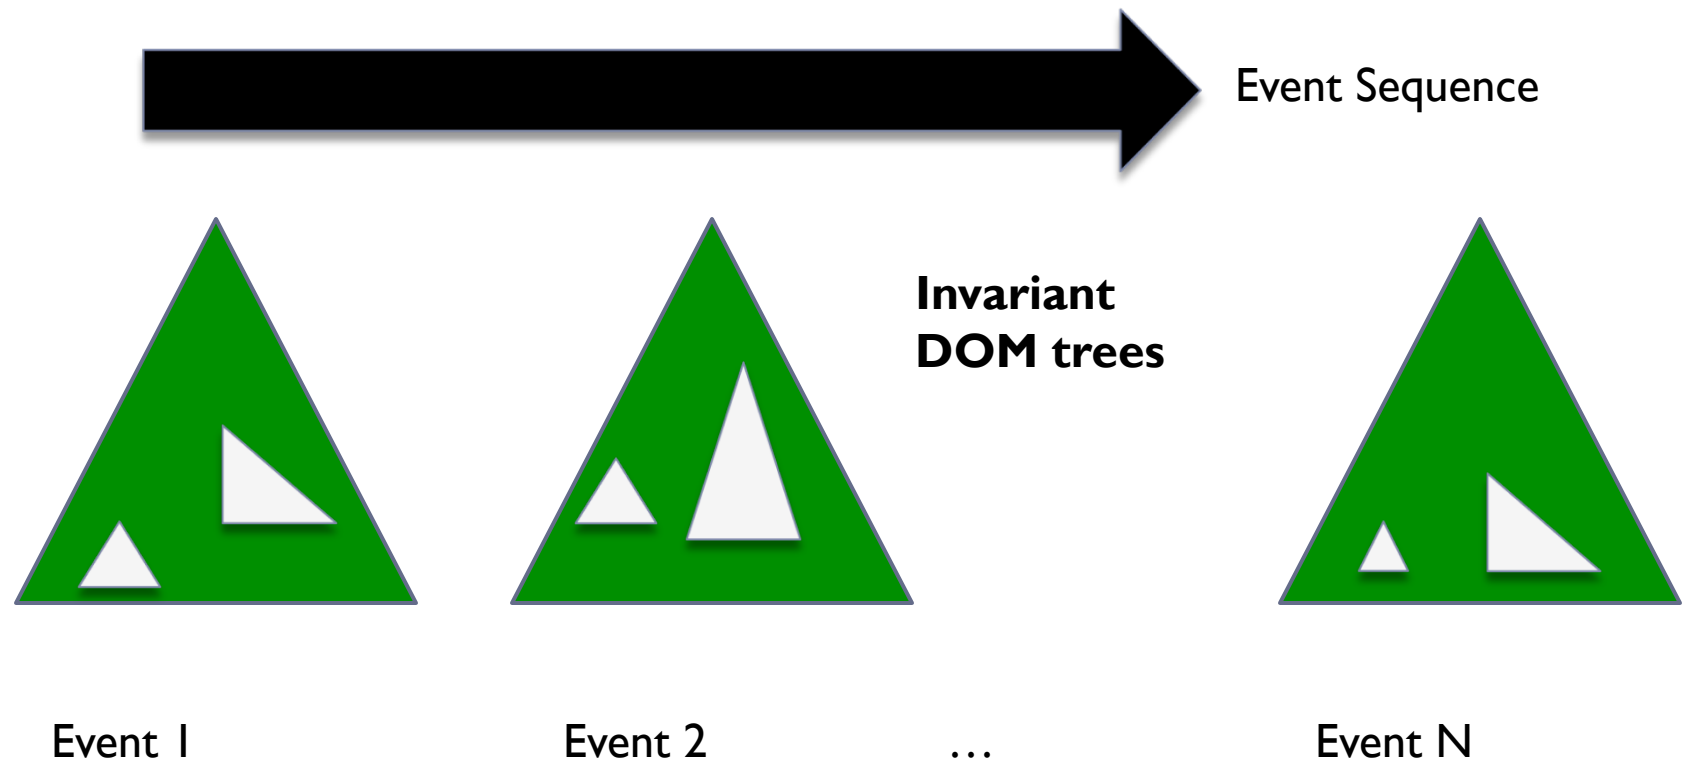 Event Sequence
Invariant
DOM trees
Event 1
Event 2
…
Event N